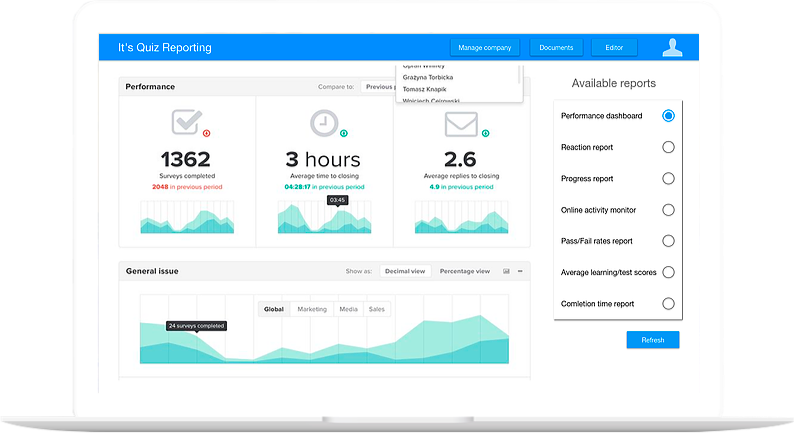 It's Quiz Reporting
Manage company
Documents
Editor
Oprah Winfrey
Grażyna Torbicka
Tomasz Knapik
Wojciech Cejrowski
Performance
Compare to:
Previous
1362
Surveys completed
2048 in previous period
3 hours
Average time to closing
04:28:17 in previous period
03:45
2.6
Average replies to closing
4.9 in previous period
General issue
Show as:
Decimal view
Percentage view
Global
Marketing
Media
Sales
24 surveys completed
Available reports
Performance dashboard
Reaction report
Progress report
Online activity monitor
Pass/Fail rates report
Average learning/test scores
Comletion time report
Refresh